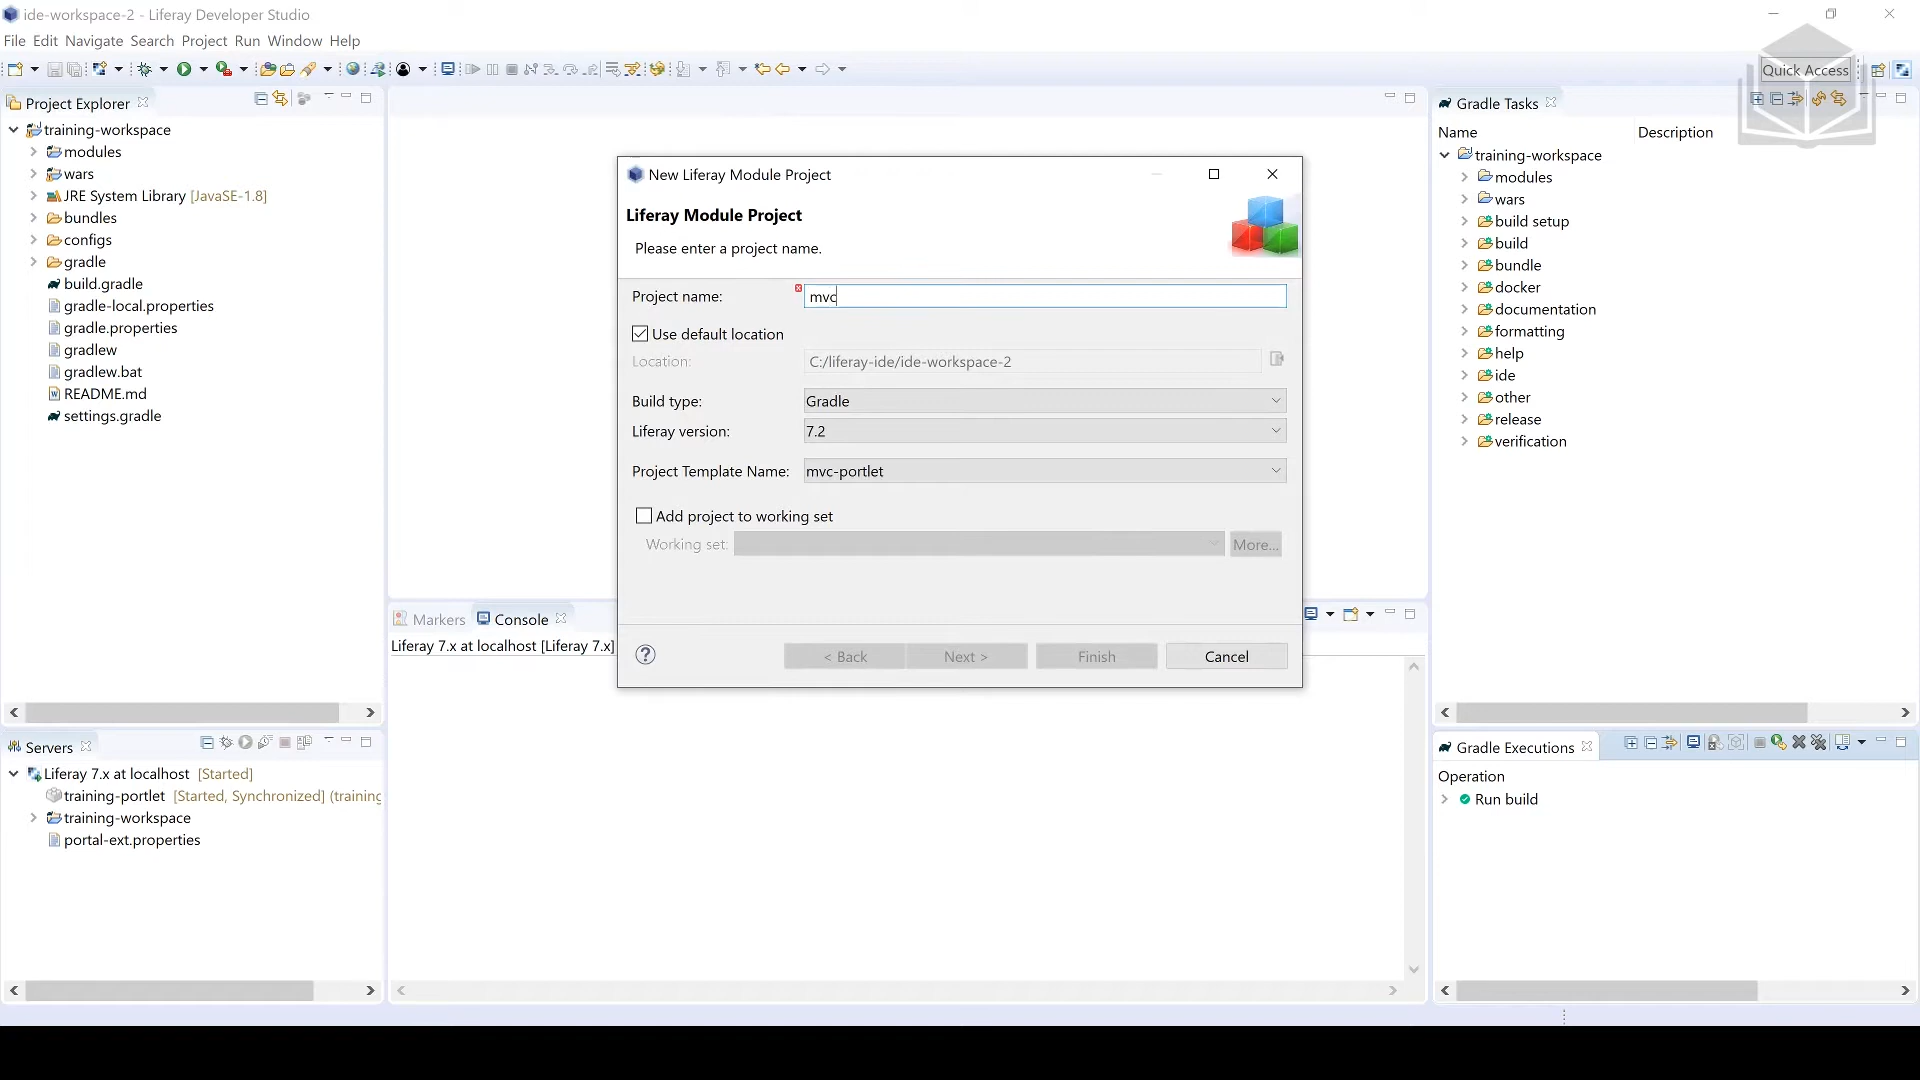 ide-workspace-2 - Liferay Developer Studio
File Edit Navigate Search Project Run Window Help
Quick Access
Project Explorer
training-workspace
modules
wars
JRE System Library [JavaSE-1.8]
bundles
configs
gradle
build.gradle
gradle-local.properties
gradle.properties
gradlew
gradlew.bat
README.md
settings.gradle
New Liferay Module Project
Liferay Module Project
Please enter a project name.
Project name: mvc
Use default location
Location: C:/liferay-ide/ide-workspace-2
Build type: Gradle
Liferay version: 7.2
Project Template Name: mvc-portlet
Add project to working set
Working set: More...
< Back Next > Finish Cancel
Markers Console
Liferay 7.x at localhost [Liferay 7.x]
Gradle Tasks
Name Description
training-workspace
modules
wars
build setup
build
bundle
docker
documentation
formatting
help
ide
other
release
verification
Servers
Liferay 7.x at localhost [Started]
training-portlet [Started, Synchronized] (training
training-workspace
portal-ext.properties
Gradle Executions
Operation
Run build